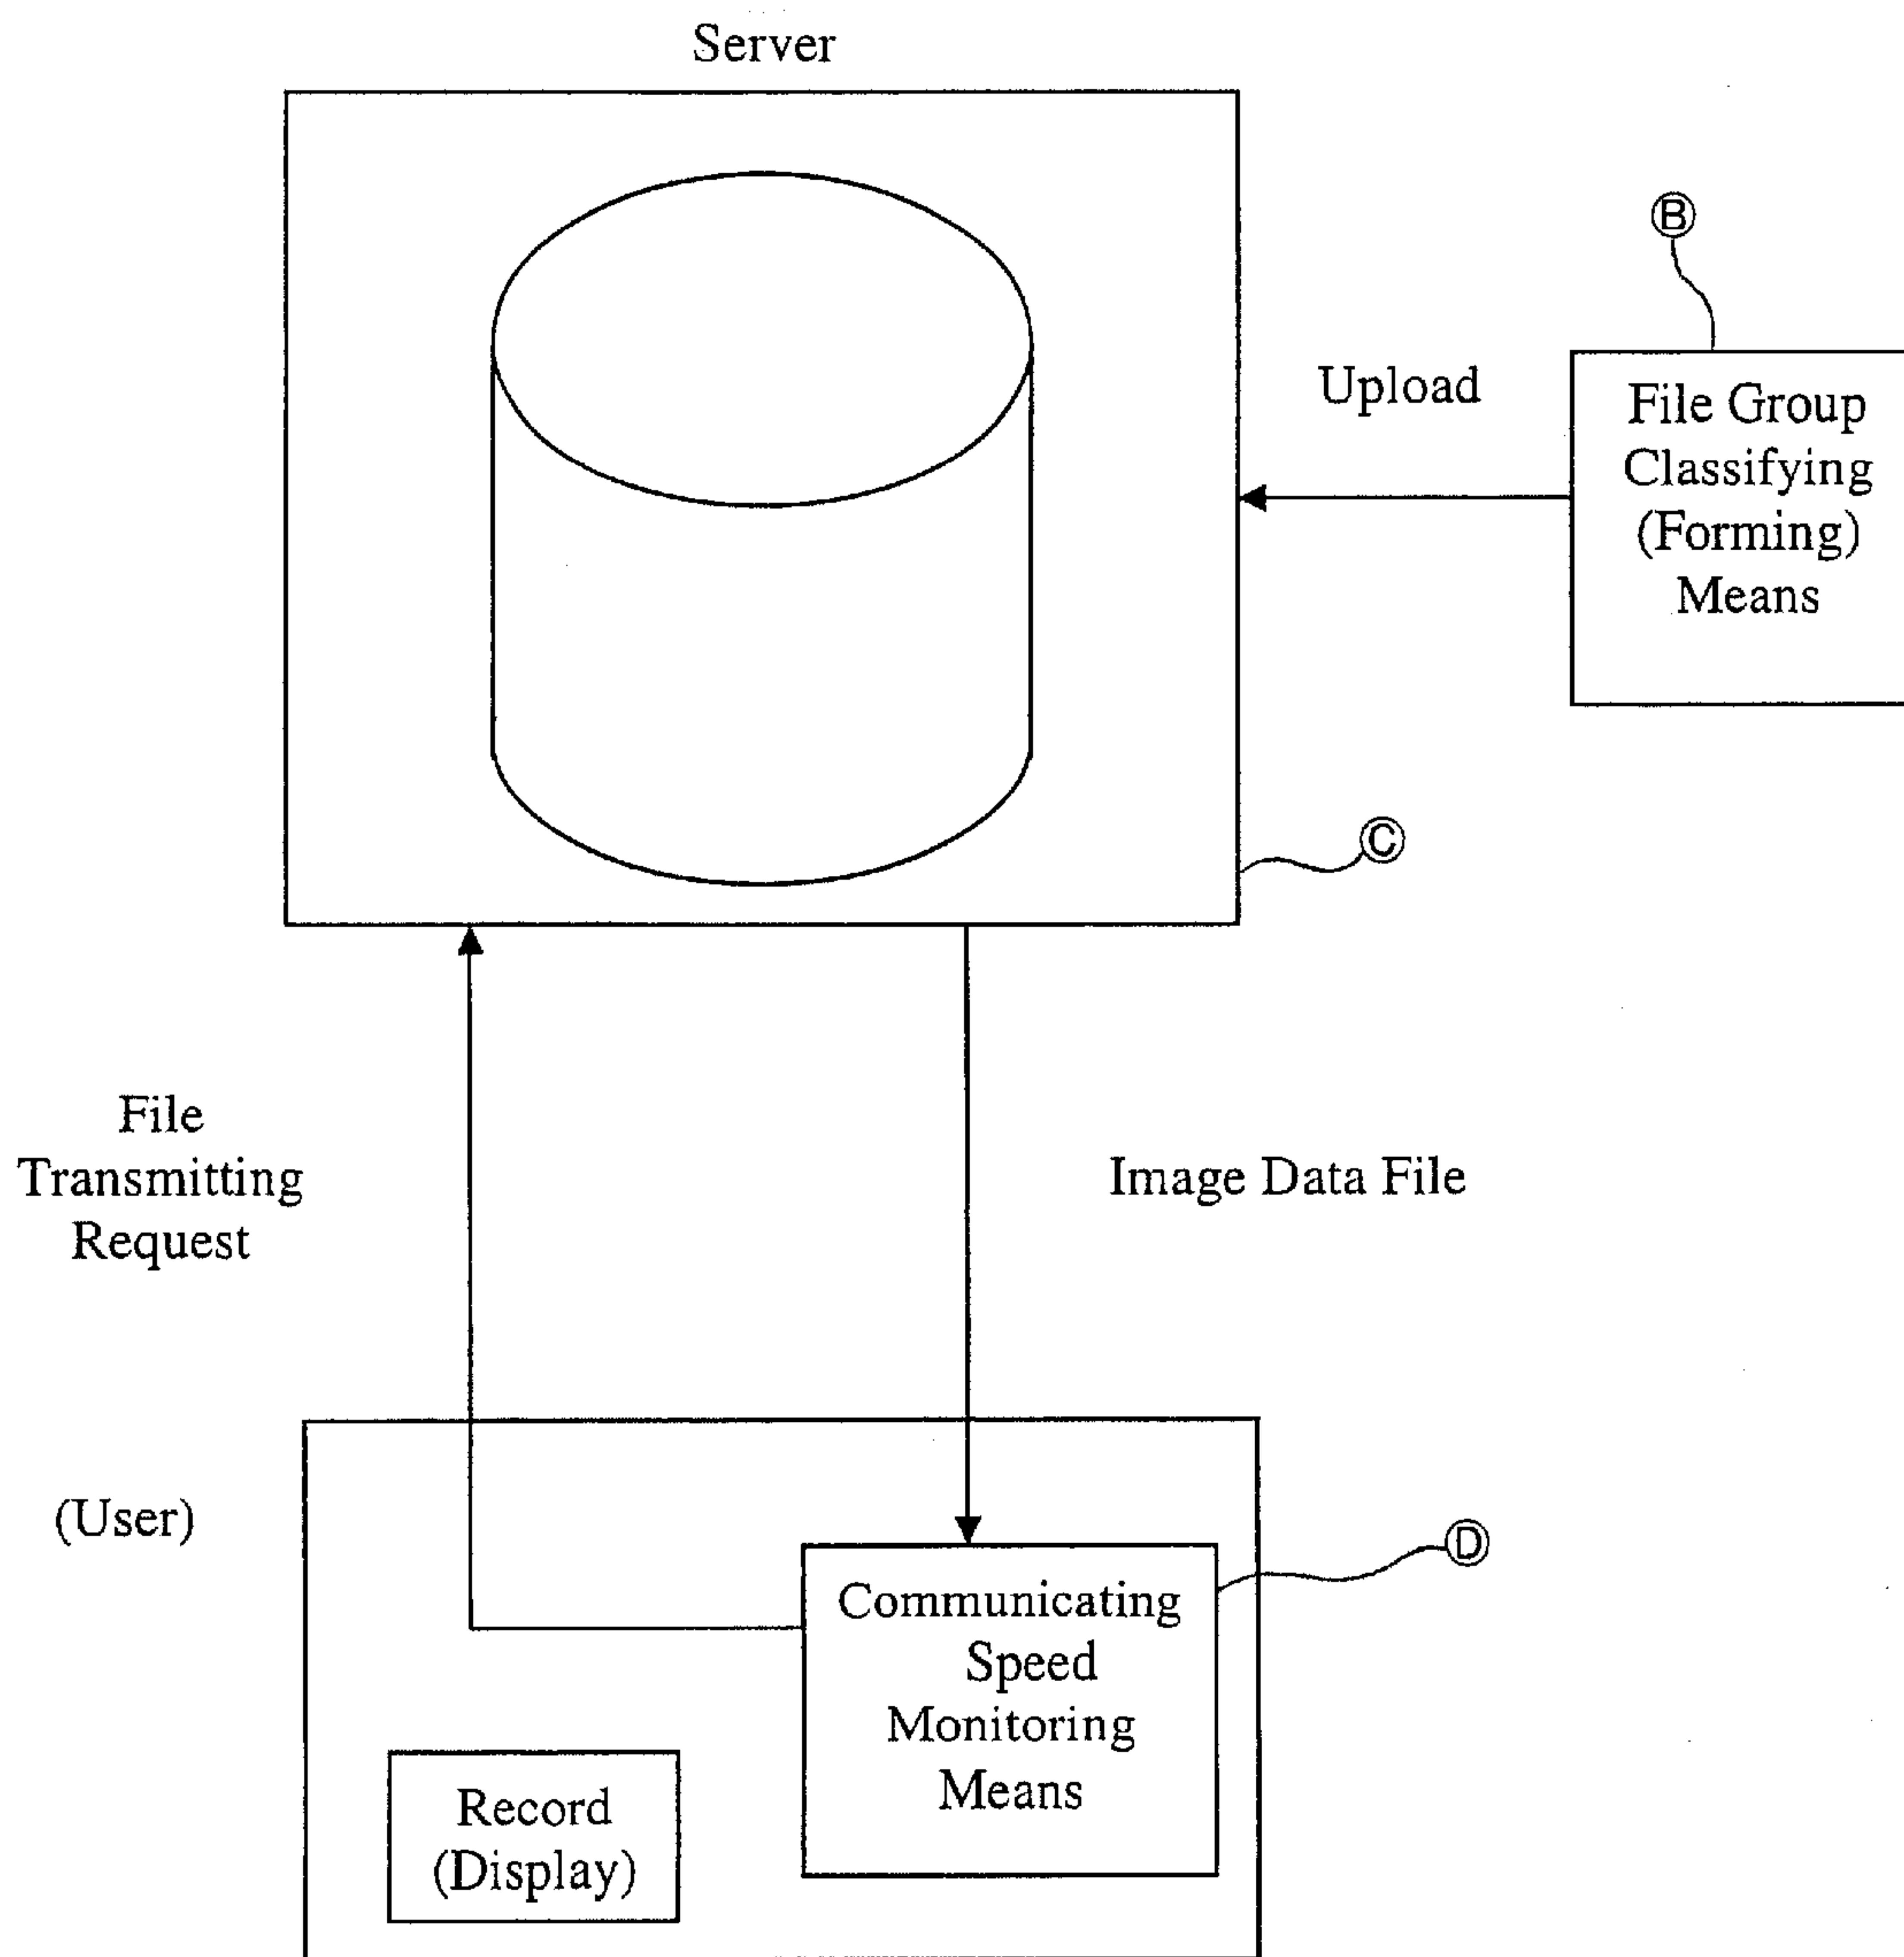 Server
Ⓑ
Upload
File Group
Classifying
(Forming)
Means
Ⓒ
File
Transmitting
Request
Image Data File
(User)
Ⓓ
Communicating
Speed
Monitoring
Means
Record
(Display)